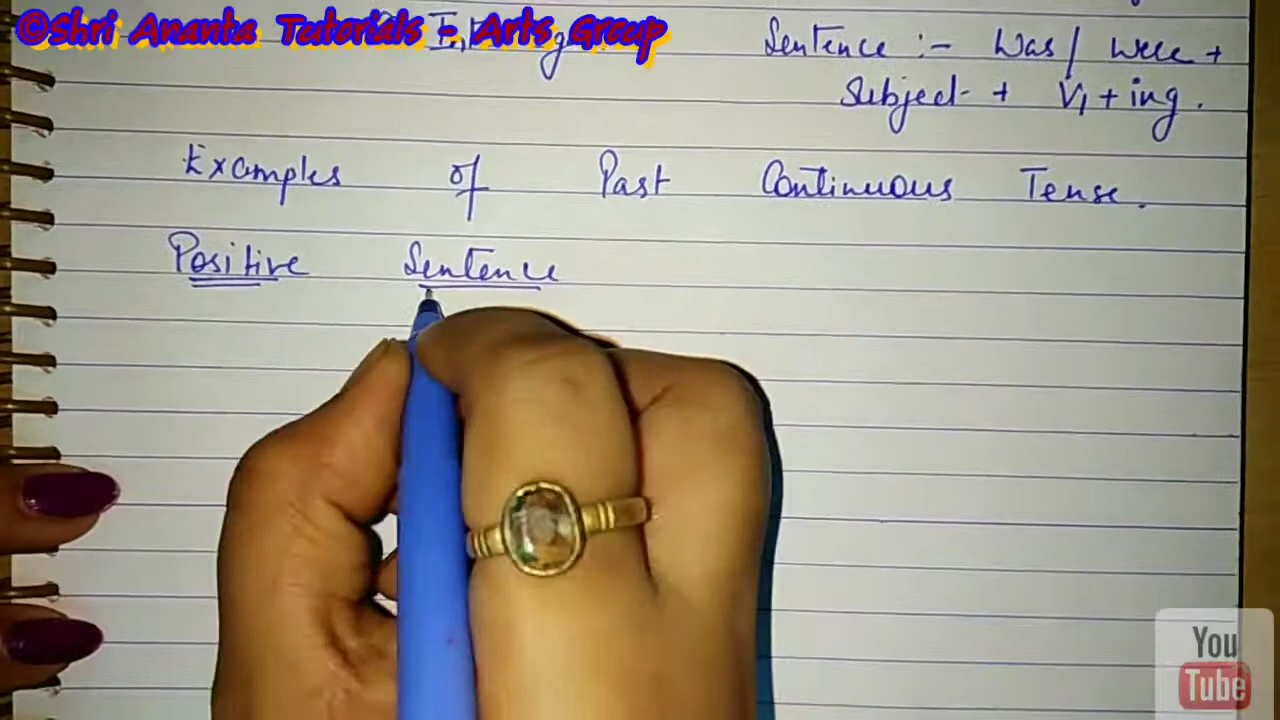 ©Shri Ananta Tutorials - Arts Group
Sentence :- Was / Were +
Subject + V1 + ing.
Examples of Past Continuous Tense.
Positive Sentence
You
Tube